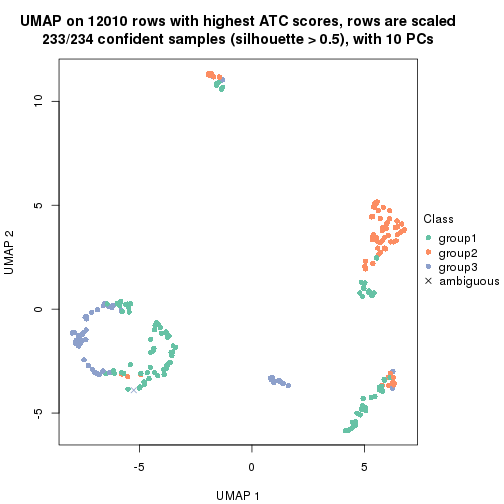 UMAP on 12010 rows with highest ATC scores, rows are scaled
233/234 confident samples (silhouette > 0.5), with 10 PCs
10
5
0
-5
UMAP 2
-5
0
5
UMAP 1
Class
group1
group2
group3
ambiguous